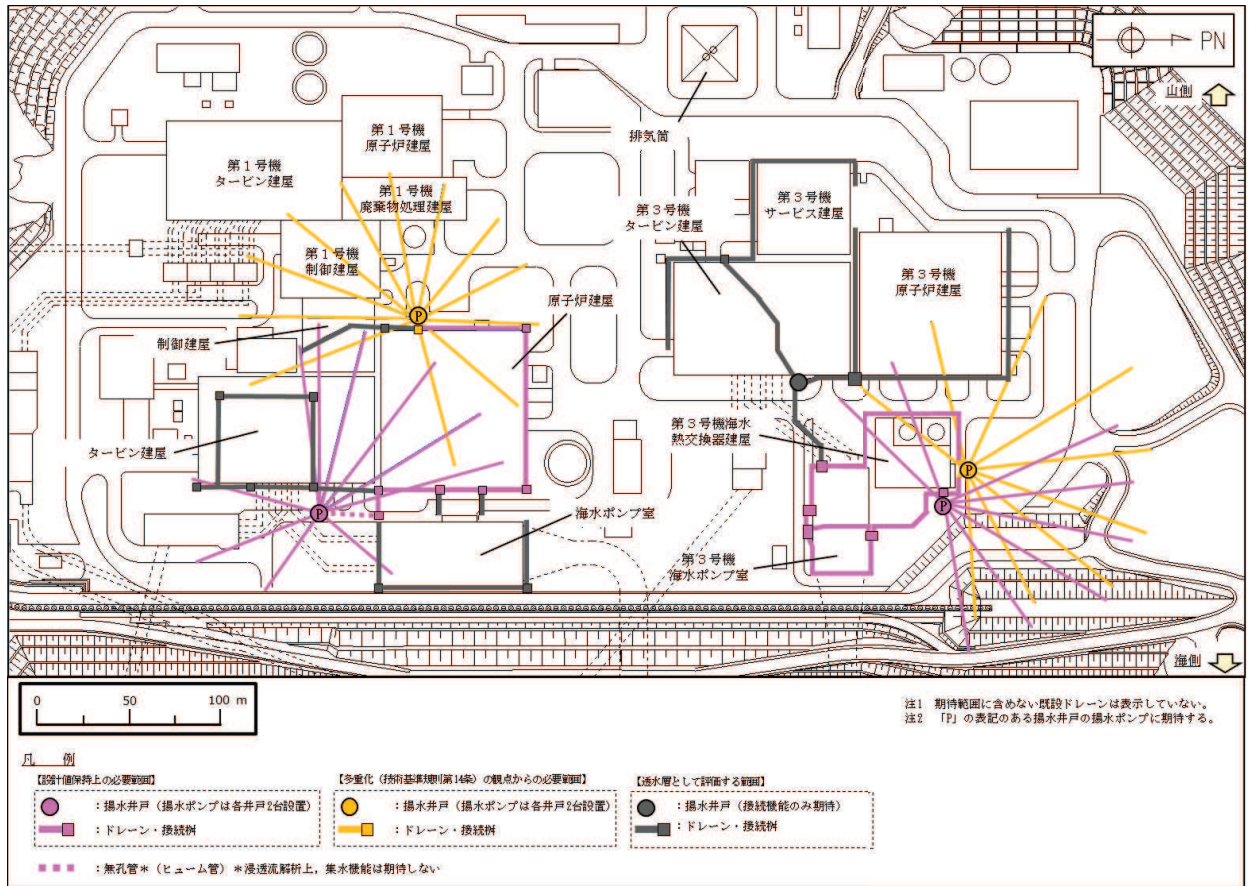 PN
山側
第1号機
原子炉建屋
第1号機
タービン建屋
排気筒
第1号機
廃棄物処理建屋
第3号機
サービス建屋
第3号機
タービン建屋
第1号機
制御建屋
第3号機
原子炉建屋
原子炉建屋
P
制御建屋
第3号機海水
熱交換器建屋
タービン建屋
P
P
P
海水ポンプ室
第3号機
海水ポンプ室
海側
0 50 100 m
注1 期待範囲に含めない既設ドレーンは表示していない。
注2 「P」の表記のある揚水井戸の揚水ポンプに期待する。
凡 例
【設計値保持上の必要範囲】
:揚水井戸(揚水ポンプは各井戸2台設置)
:ドレーン・接続桝
【多重化(技術基準規則第14条)の観点からの必要範囲】
:揚水井戸(揚水ポンプは各井戸2台設置)
:ドレーン・接続桝
【透水層として評価する範囲】
:揚水井戸(接続機能のみ期待)
:ドレーン・接続桝
:無孔管*(ヒューム管)*浸透流解析上,集水機能は期待しない